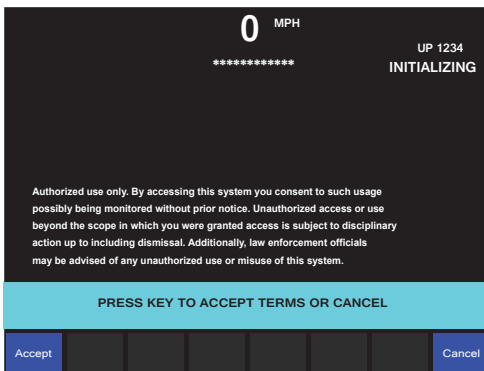 0 MPH
************
UP 1234
INITIALIZING
Authorized use only. By accessing this system you consent to such usage
possibly being monitored without prior notice. Unauthorized access or use
beyond the scope in which you were granted access is subject to disciplinary
action up to including dismissal. Additionally, law enforcement officials
may be advised of any unauthorized use or misuse of this system.
PRESS KEY TO ACCEPT TERMS OR CANCEL
Accept
Cancel